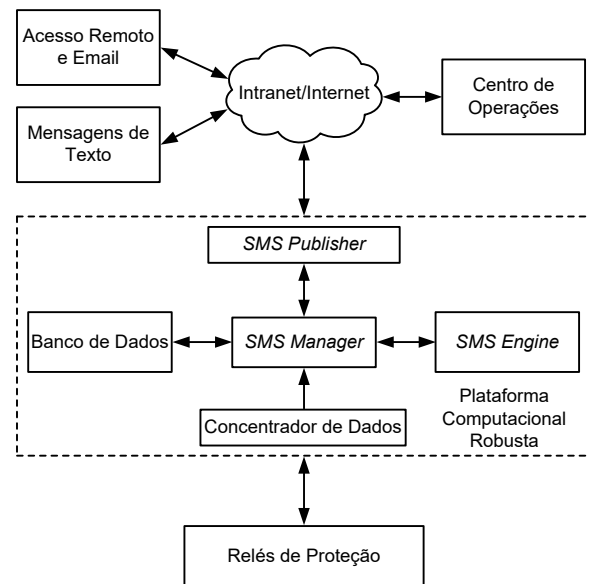 Acesso Remoto
e Email
Intranet/Internet
Centro de
Operações
Mensagens de
Texto
SMS Publisher
Banco de Dados
SMS Manager
SMS Engine
Plataforma
Computacional
Robusta
Concentrador de Dados
Relés de Proteção